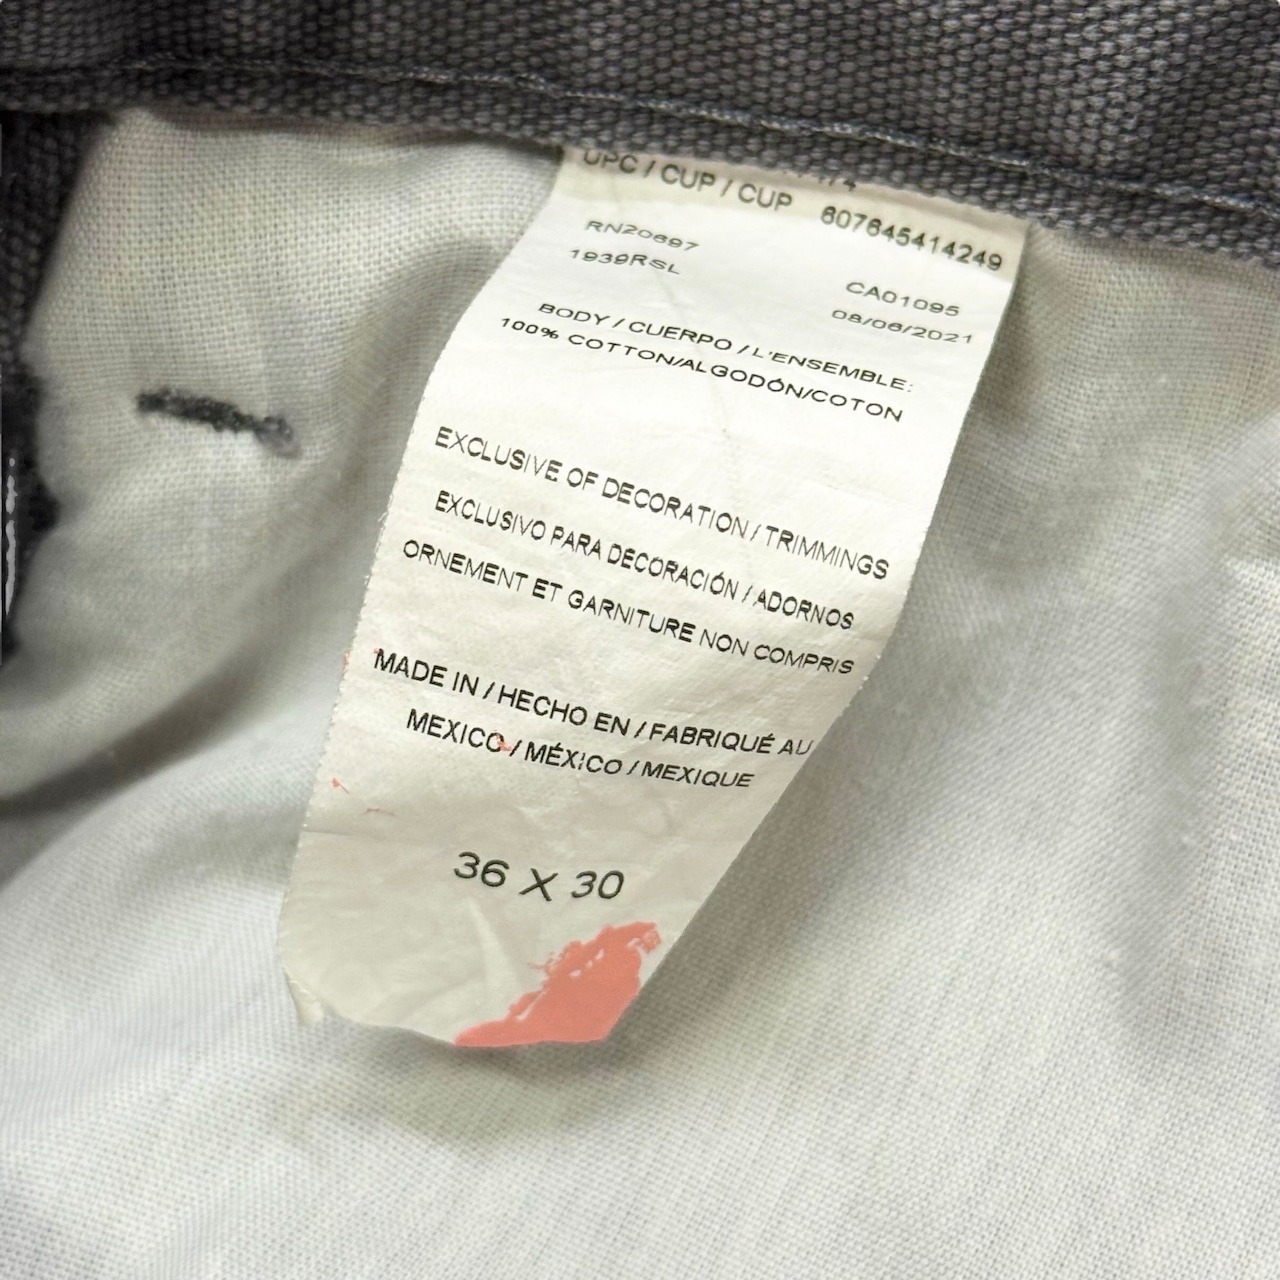 UPC / CUP / CUP 607645414249
RN20697
CA01095
1939RSL
08/06/2021
BODY / CUERPO / L'ENSEMBLE:
100% COTTON/ALGODÓN/COTON
EXCLUSIVE OF DECORATION / TRIMMINGS
EXCLUSIVO PARA DECORACIÓN / ADORNOS
ORNEMENT ET GARNITURE NON COMPRIS
MADE IN / HECHO EN / FABRIQUÉ AU
MEXICO / MÉXICO / MEXIQUE
36 X 30